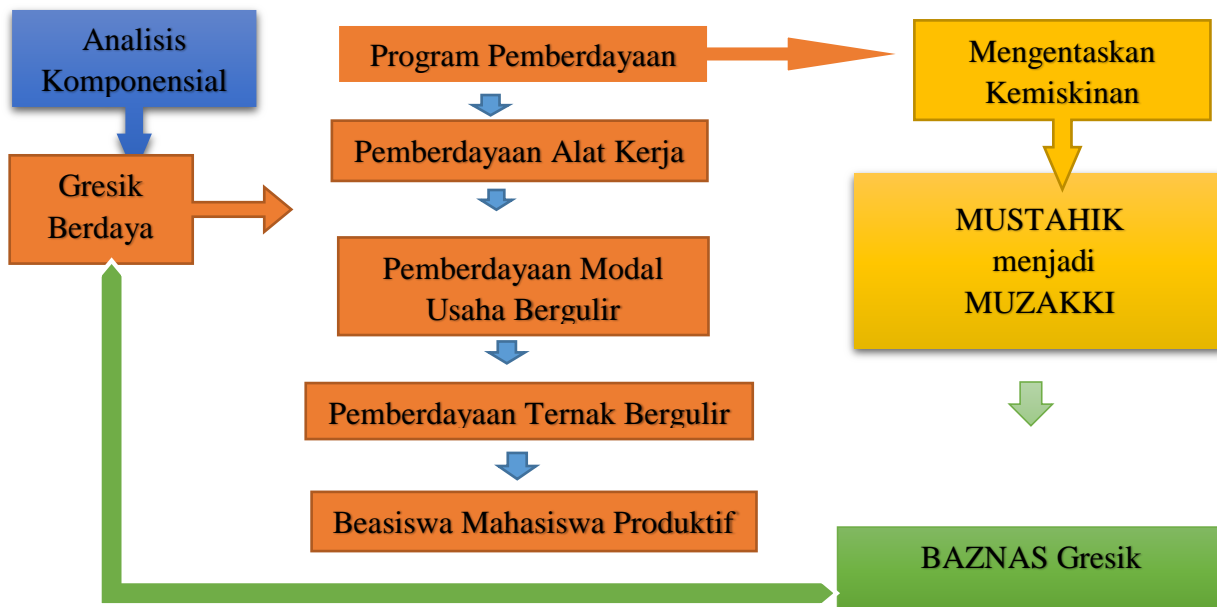 Analisis
Komponensial
Gresik
Berdaya
Program Pemberdayaan
Pemberdayaan Alat Kerja
Pemberdayaan Modal
Usaha Bergulir
Pemberdayaan Ternak Bergulir
Beasiswa Mahasiswa Produktif
Mengentaskan
Kemiskinan
MUSTAHIK
menjadi
MUZAKKI
BAZNAS Gresik